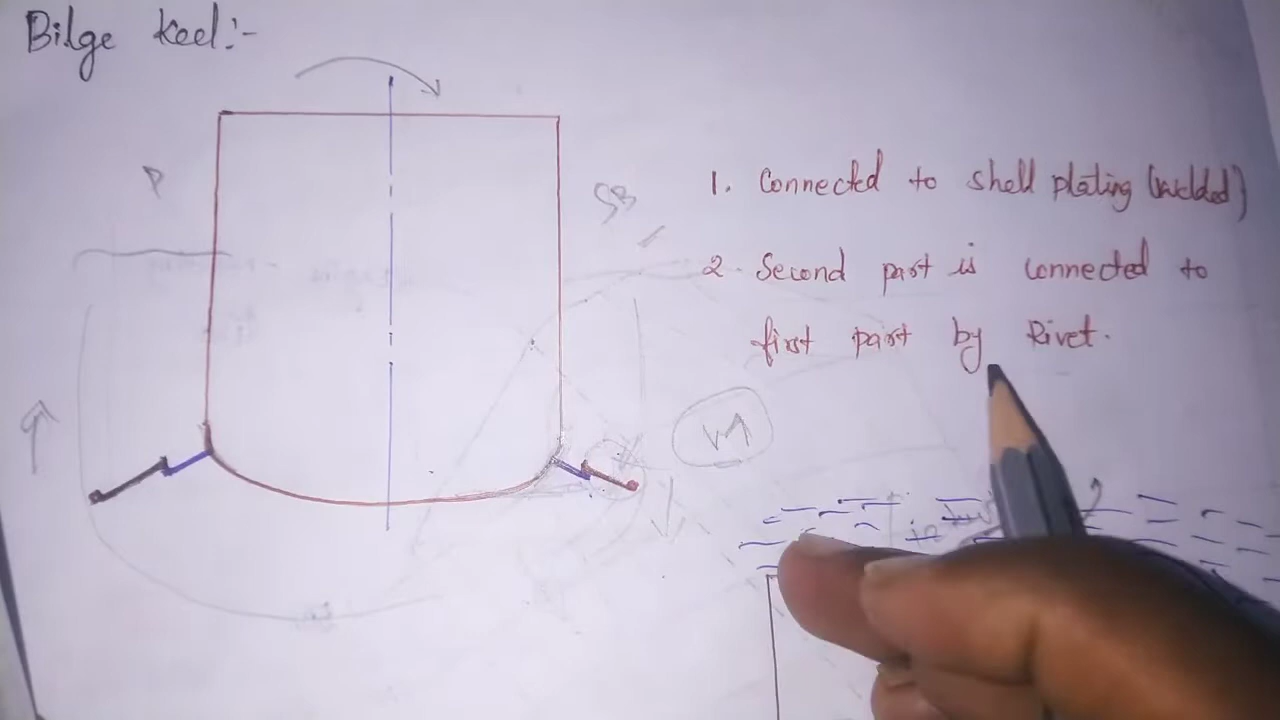 Bilge Keel:-
P
SB
1. Connected to shell plating (welded)
2. Second part is connected to
first part by Rivet.